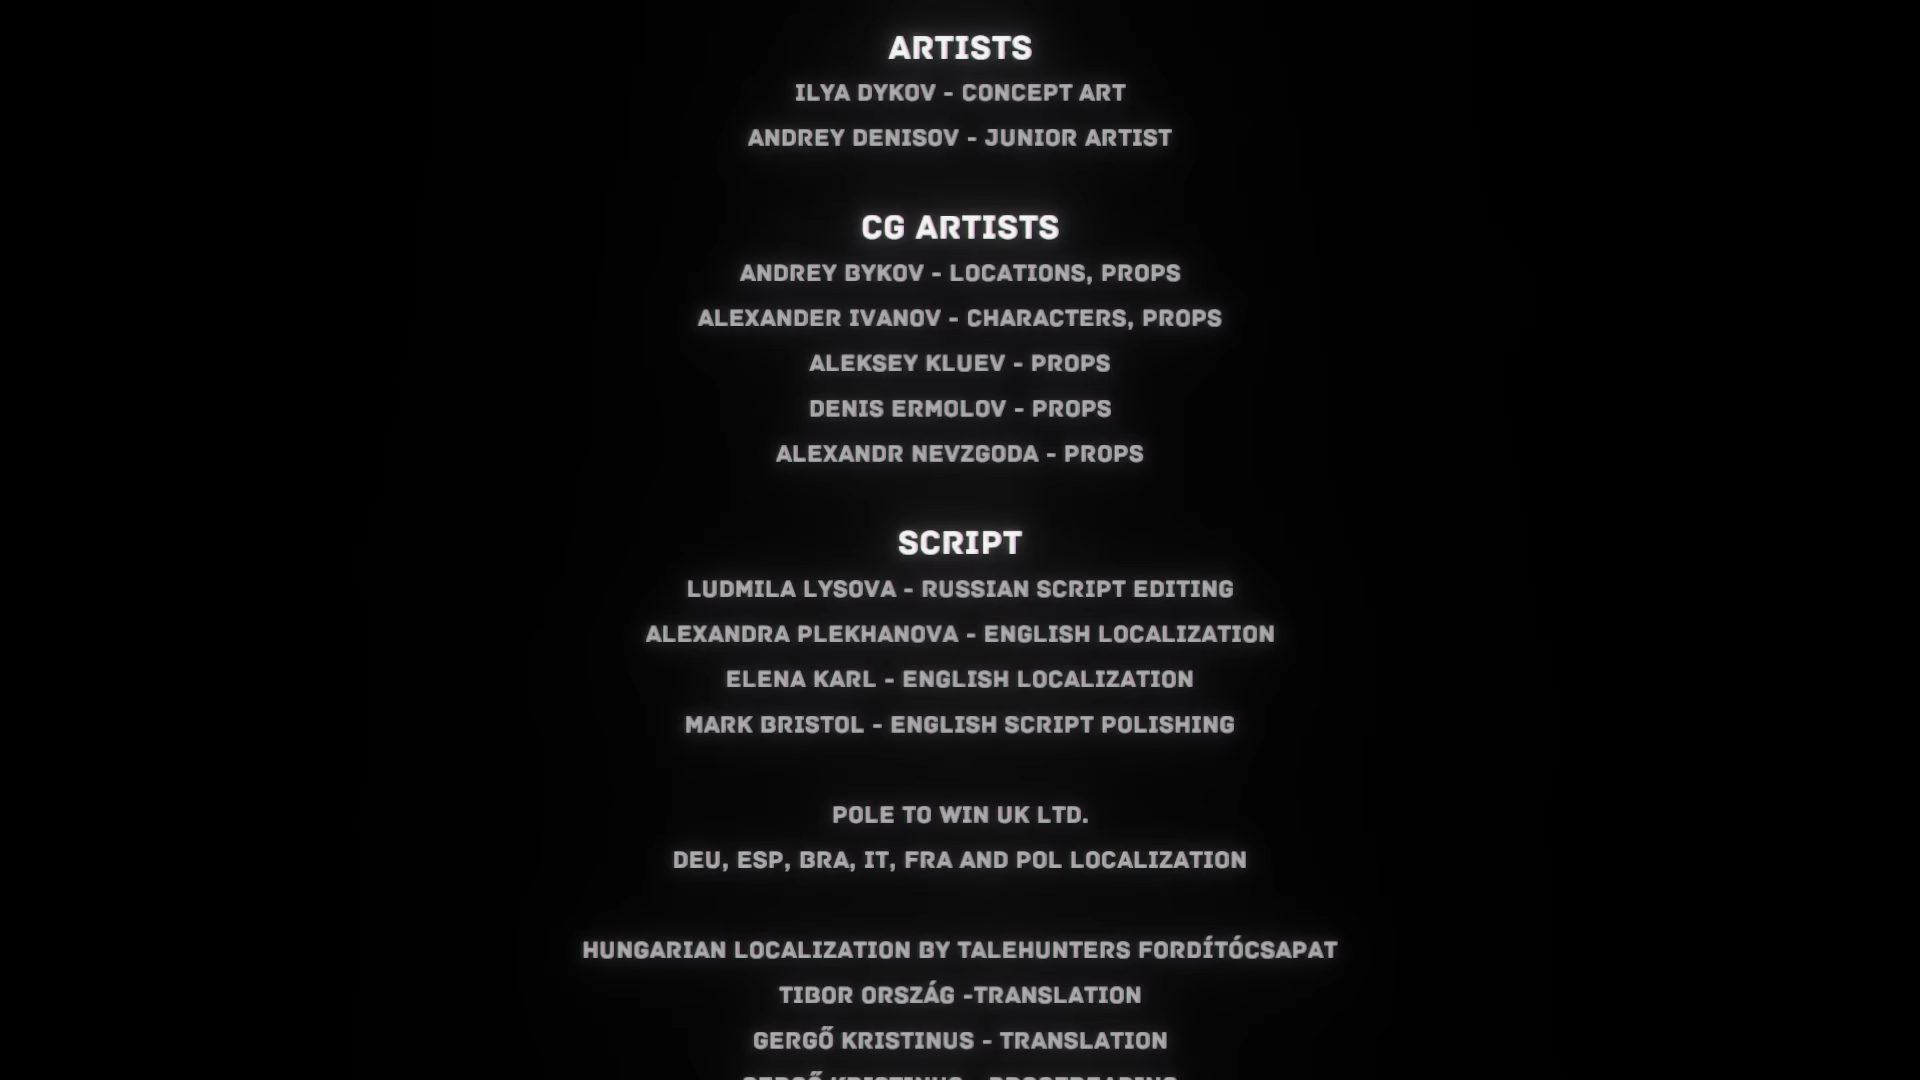 ARTISTS
ILYA DYKOV - CONCEPT ART
ANDREY DENISOV - JUNIOR ARTIST
CG ARTISTS
ANDREY BYKOV - LOCATIONS, PROPS
ALEXANDER IVANOV - CHARACTERS, PROPS
ALEKSEY KLUEV - PROPS
DENIS ERMOLOV - PROPS
ALEXANDR NEVZGODA - PROPS
SCRIPT
LUDMILA LYSOVA - RUSSIAN SCRIPT EDITING
ALEXANDRA PLEKHANOVA - ENGLISH LOCALIZATION
ELENA KARL - ENGLISH LOCALIZATION
MARK BRISTOL - ENGLISH SCRIPT POLISHING
POLE TO WIN UK LTD.
DEU, ESP, BRA, IT, FRA AND POL LOCALIZATION
HUNGARIAN LOCALIZATION BY TALEHUNTERS FORDÍTÓCSAPAT
TIBOR ORSZÁG -TRANSLATION
GERGŐ KRISTINUS - TRANSLATION